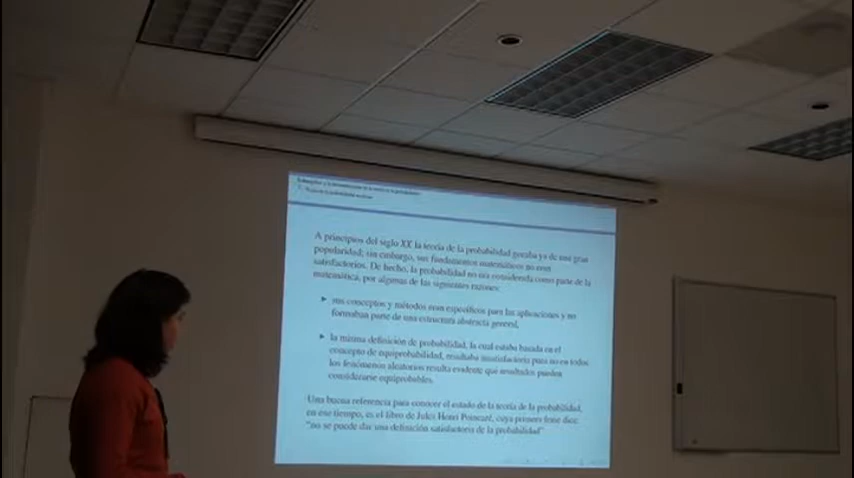 A principios del siglo XX la teoría de la probabilidad gozaba ya de una gran
popularidad; sin embargo, sus fundamentos matemáticos no eran
satisfactorios. De hecho, la probabilidad no era considerada como parte de la
matemática, por algunas de las siguientes razones:
▶ sus conceptos y métodos eran específicos para las aplicaciones y no
formaban parte de una estructura abstracta general,
▶ la misma definición de probabilidad, la cual estaba basada en el
concepto de equiprobabilidad, resultaba insatisfactoria pues no en todos
los fenómenos aleatorios resulta evidente qué resultados pueden
considerarse equiprobables.
Una buena referencia para conocer el estado de la teoría de la probabilidad,
en ese tiempo, es el libro de Jules Henri Poincaré, cuya primera frase dice:
"no se puede dar una definición satisfactoria de la probabilidad"